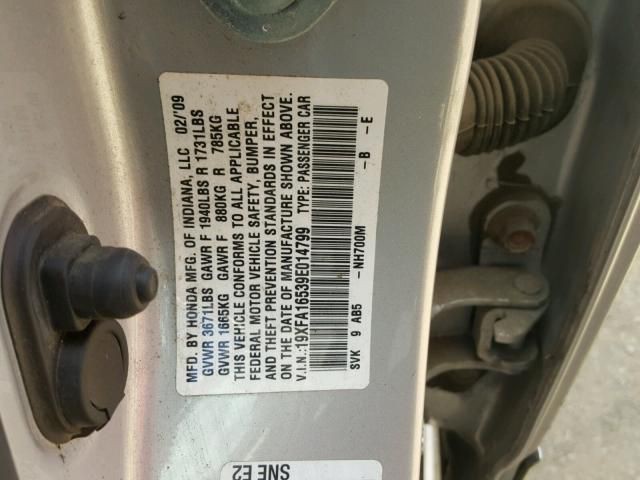 MFD. BY HONDA MFG. OF INDIANA, LLC 02/'09
GVWR 3671LBS GAWR F 1940LBS R 1731LBS
GVWR 1665KG GAWR F 880KG R 785KG
THIS VEHICLE CONFORMS TO ALL APPLICABLE
FEDERAL MOTOR VEHICLE SAFETY, BUMPER,
AND THEFT PREVENTION STANDARDS IN EFFECT
ON THE DATE OF MANUFACTURE SHOWN ABOVE.
V.I.N.:19XFA16539E014799 TYPE: PASSENGER CAR
SVK 9 AB5 -NH700M -B -E
SNE E2